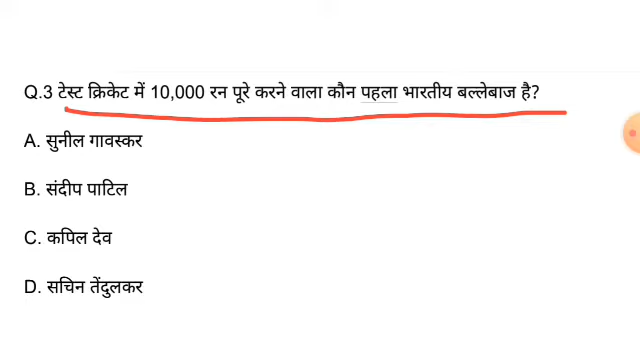 Q.3 टेस्ट क्रिकेट में 10,000 रन पूरे करने वाला कौन पहला भारतीय बल्लेबाज है?
A. सुनील गावस्कर
B. संदीप पाटिल
C. कपिल देव
D. सचिन तेंदुलकर